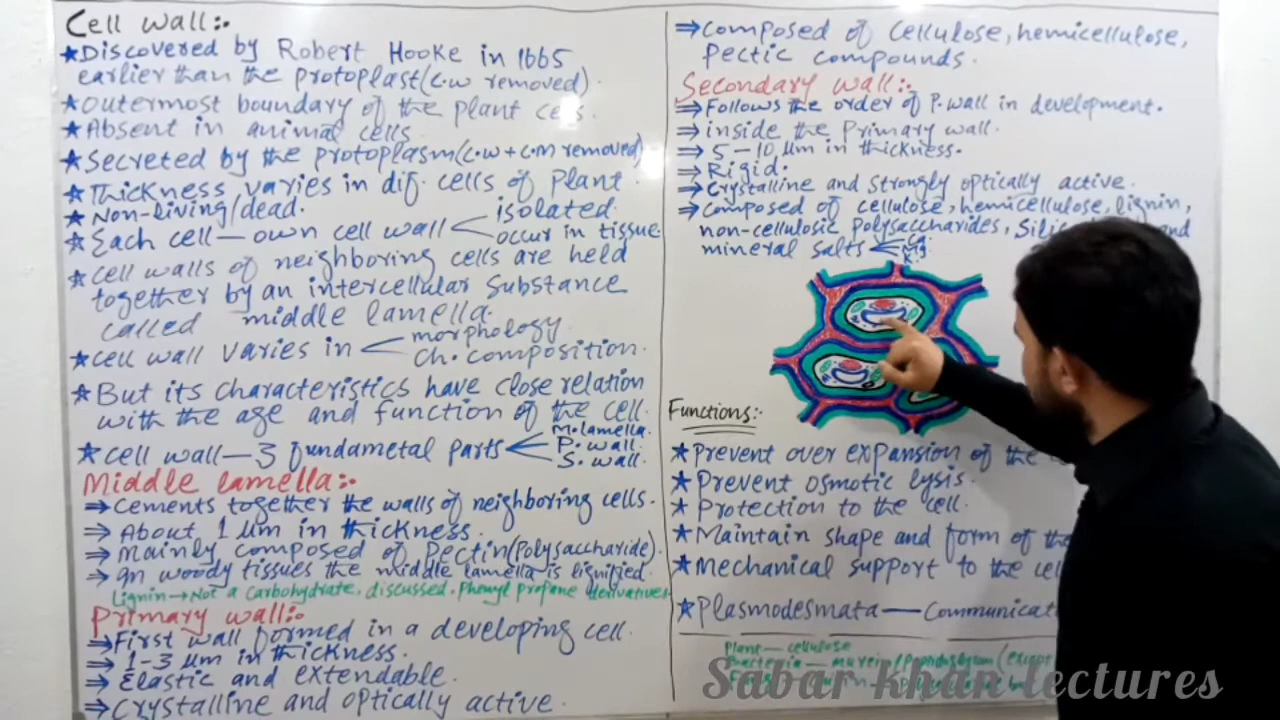 Cell wall:-
★Discovered by Robert Hooke in 1665
earlier than the protoplast(c.w removed)
★outermost boundary of the plant cells.
★Absent in animal cells
★Secreted by the protoplasm(c.w + c.m removed)
★Thickness varies in dif. cells of Plant.
★Non-living/dead.
★Each cell — own cell wall < isolated
occur in tissue
★cell walls of neighboring cells are held
together by an intercellular substance
called middle lamella.
★cell wall varies in < morphology
ch. composition.
★But its characteristics have close relation
with the age and function of the cell.
★cell wall—3 fundametal parts < M.lamella.
P. wall.
S. wall.
Middle lamella:-
⇒Cements together the walls of neighboring cells.
⇒About 1 µm in thickness.
⇒Mainly composed of Pectin(Polysaccharide).
⇒In woody tissues the middle lamella is lignified.
Lignin→Not a carbohydrate, discussed. Phenyl propane derivatives.
Primary wall:-
⇒First wall formed in a developing cell.
⇒1-3 µm in thickness.
⇒Elastic and extendable.
⇒Crystalline and optically active.
⇒Composed of cellulose, hemicellulose,
pectic compounds.
Secondary wall:-
⇒Follows the order of P.wall in development.
⇒inside the Primary wall.
⇒5-10 µm in thickness.
⇒Rigid.
⇒Crystalline and strongly optically active.
⇒Composed of cellulose, hemicellulose, lignin,
non-cellulosic Polysaccharides, and
mineral salts < Ca
Mg
K
Functions:-
★Prevent over expansion of the
★Prevent osmotic lysis.
★Protection to the cell.
★Maintain shape and form of
★Mechanical support to the
★Plasmodesmata —
Plant—cellulose
Bacteria—murein/Peptidoglycan (except
Sabar khan lectures